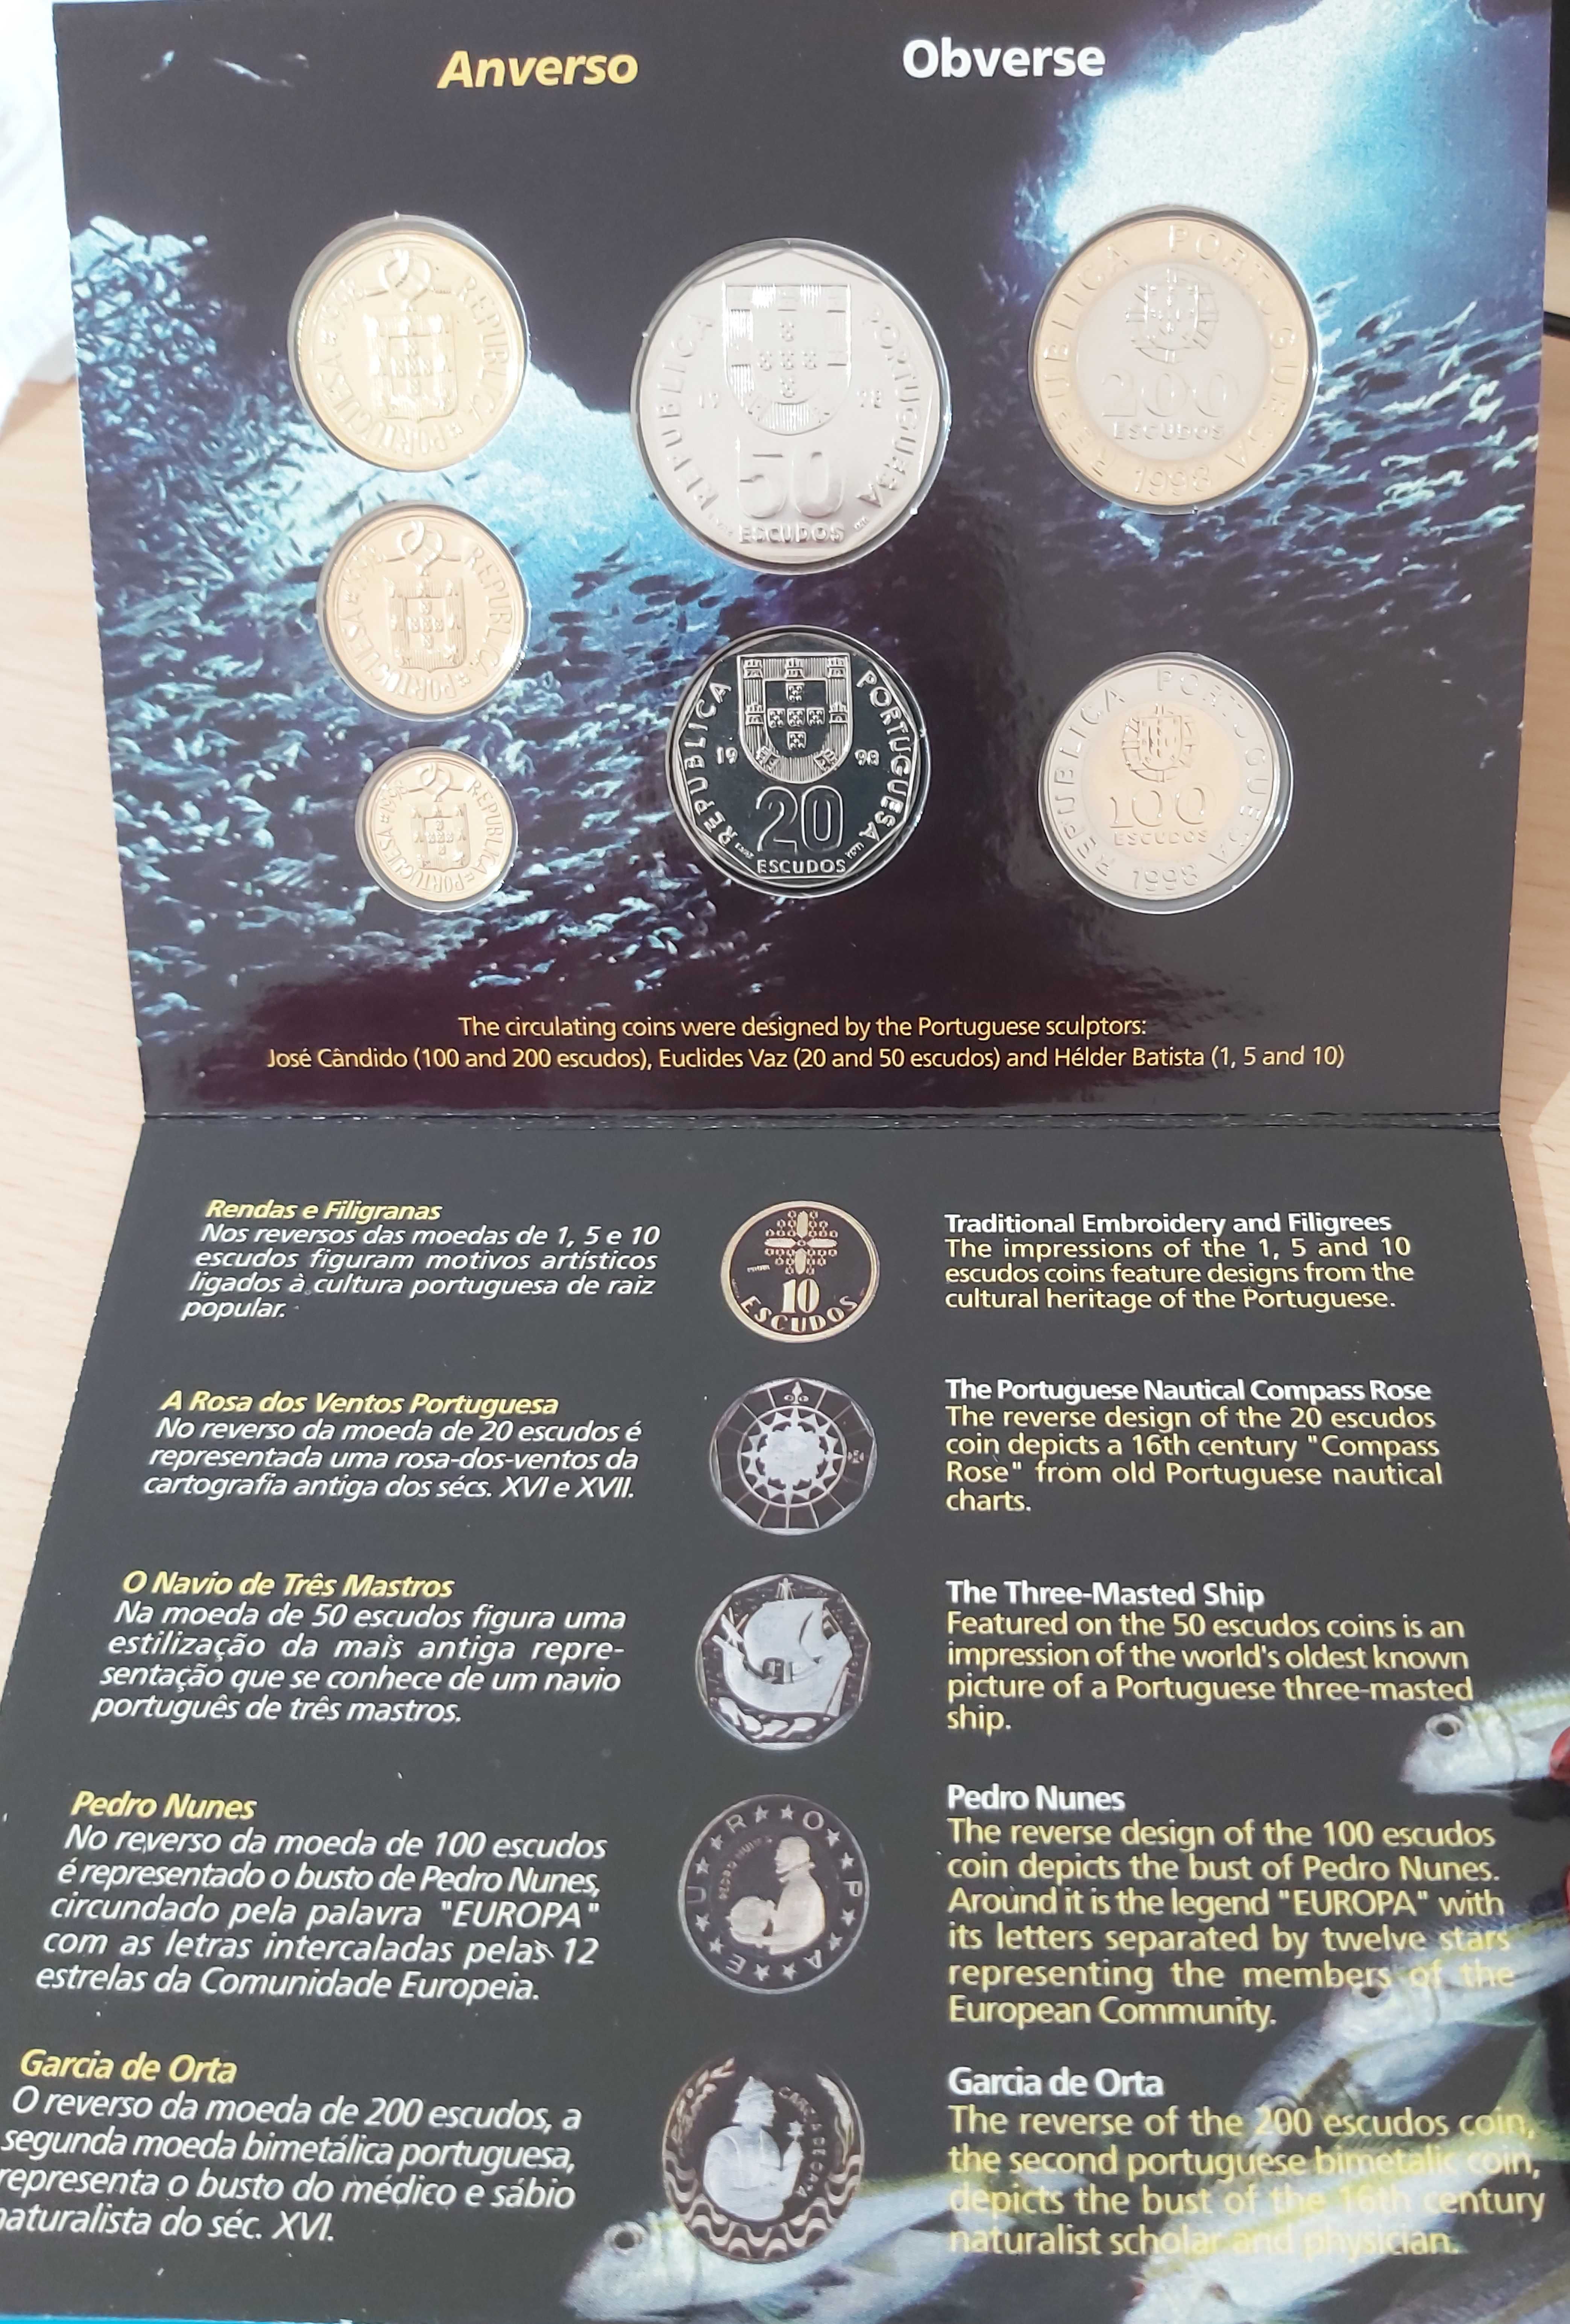 Anverso
Obverse
REPUBLICA PORTUGUESA
REPUBLICA PORTUGUESA
19 98
50
ESCUDOS
REPUBLICA PORTUGUESA
200
ESCUDOS
1998
REPUBLICA PORTUGUESA
REPUBLICA PORTUGUESA
19 98
20
ESCUDOS
REPUBLICA PORTUGUESA
100
ESCUDOS
1998
REPUBLICA PORTUGUESA
The circulating coins were designed by the Portuguese sculptors:
José Cândido (100 and 200 escudos), Euclides Vaz (20 and 50 escudos) and Hélder Batista (1, 5 and 10)
Rendas e Filigranas
Nos reversos das moedas de 1, 5 e 10
escudos figuram motivos artísticos
ligados à cultura portuguesa de raiz
popular.
10
ESCUDOS
Traditional Embroidery and Filigrees
The impressions of the 1, 5 and 10
escudos coins feature designs from the
cultural heritage of the Portuguese.
A Rosa dos Ventos Portuguesa
No reverso da moeda de 20 escudos é
representada uma rosa-dos-ventos da
cartografia antiga dos sécs. XVI e XVII.
The Portuguese Nautical Compass Rose
The reverse design of the 20 escudos
coin depicts a 16th century "Compass
Rose" from old Portuguese nautical
charts.
O Navio de Três Mastros
Na moeda de 50 escudos figura uma
estilização da mais antiga repre-
sentação que se conhece de um navio
português de três mastros.
The Three-Masted Ship
Featured on the 50 escudos coins is an
impression of the world's oldest known
picture of a Portuguese three-masted
ship.
Pedro Nunes
No reverso da moeda de 100 escudos
é representado o busto de Pedro Nunes,
circundado pela palavra "EUROPA"
com as letras intercaladas pelas 12
estrelas da Comunidade Europeia.
EUROPA
PEDRO NUNES
Pedro Nunes
The reverse design of the 100 escudos
coin depicts the bust of Pedro Nunes.
Around it is the legend "EUROPA" with
its letters separated by twelve stars
representing the members of the
European Community.
Garcia de Orta
O reverso da moeda de 200 escudos, a
segunda moeda bimetálica portuguesa,
representa o busto do médico e sábio
naturalista do séc. XVI.
GARCIA DE ORTA
Garcia de Orta
The reverse of the 200 escudos coin,
the second portuguese bimetalic coin,
depicts the bust of the 16th century
naturalist scholar and physician.